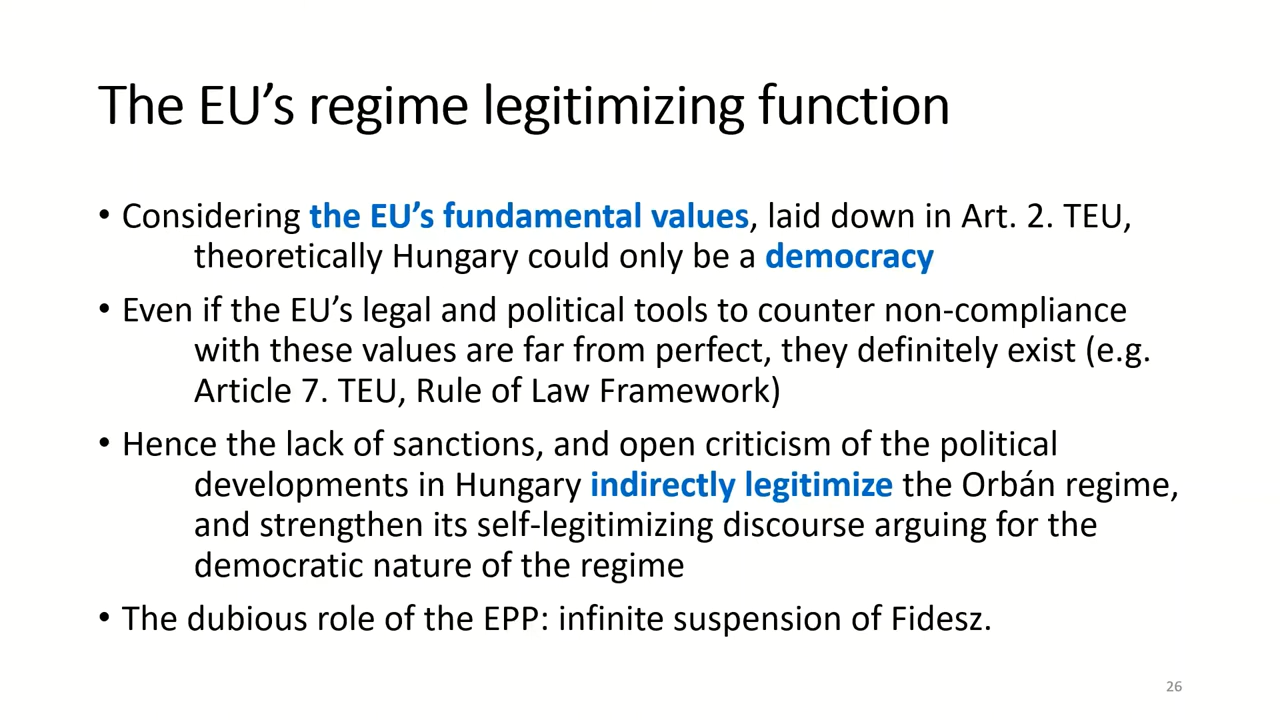 The EU’s regime legitimizing function
• Considering the EU’s fundamental values, laid down in Art. 2. TEU,
theoretically Hungary could only be a democracy
• Even if the EU’s legal and political tools to counter non-compliance
with these values are far from perfect, they definitely exist (e.g.
Article 7. TEU, Rule of Law Framework)
• Hence the lack of sanctions, and open criticism of the political
developments in Hungary indirectly legitimize the Orbán regime,
and strengthen its self-legitimizing discourse arguing for the
democratic nature of the regime
• The dubious role of the EPP: infinite suspension of Fidesz.
26